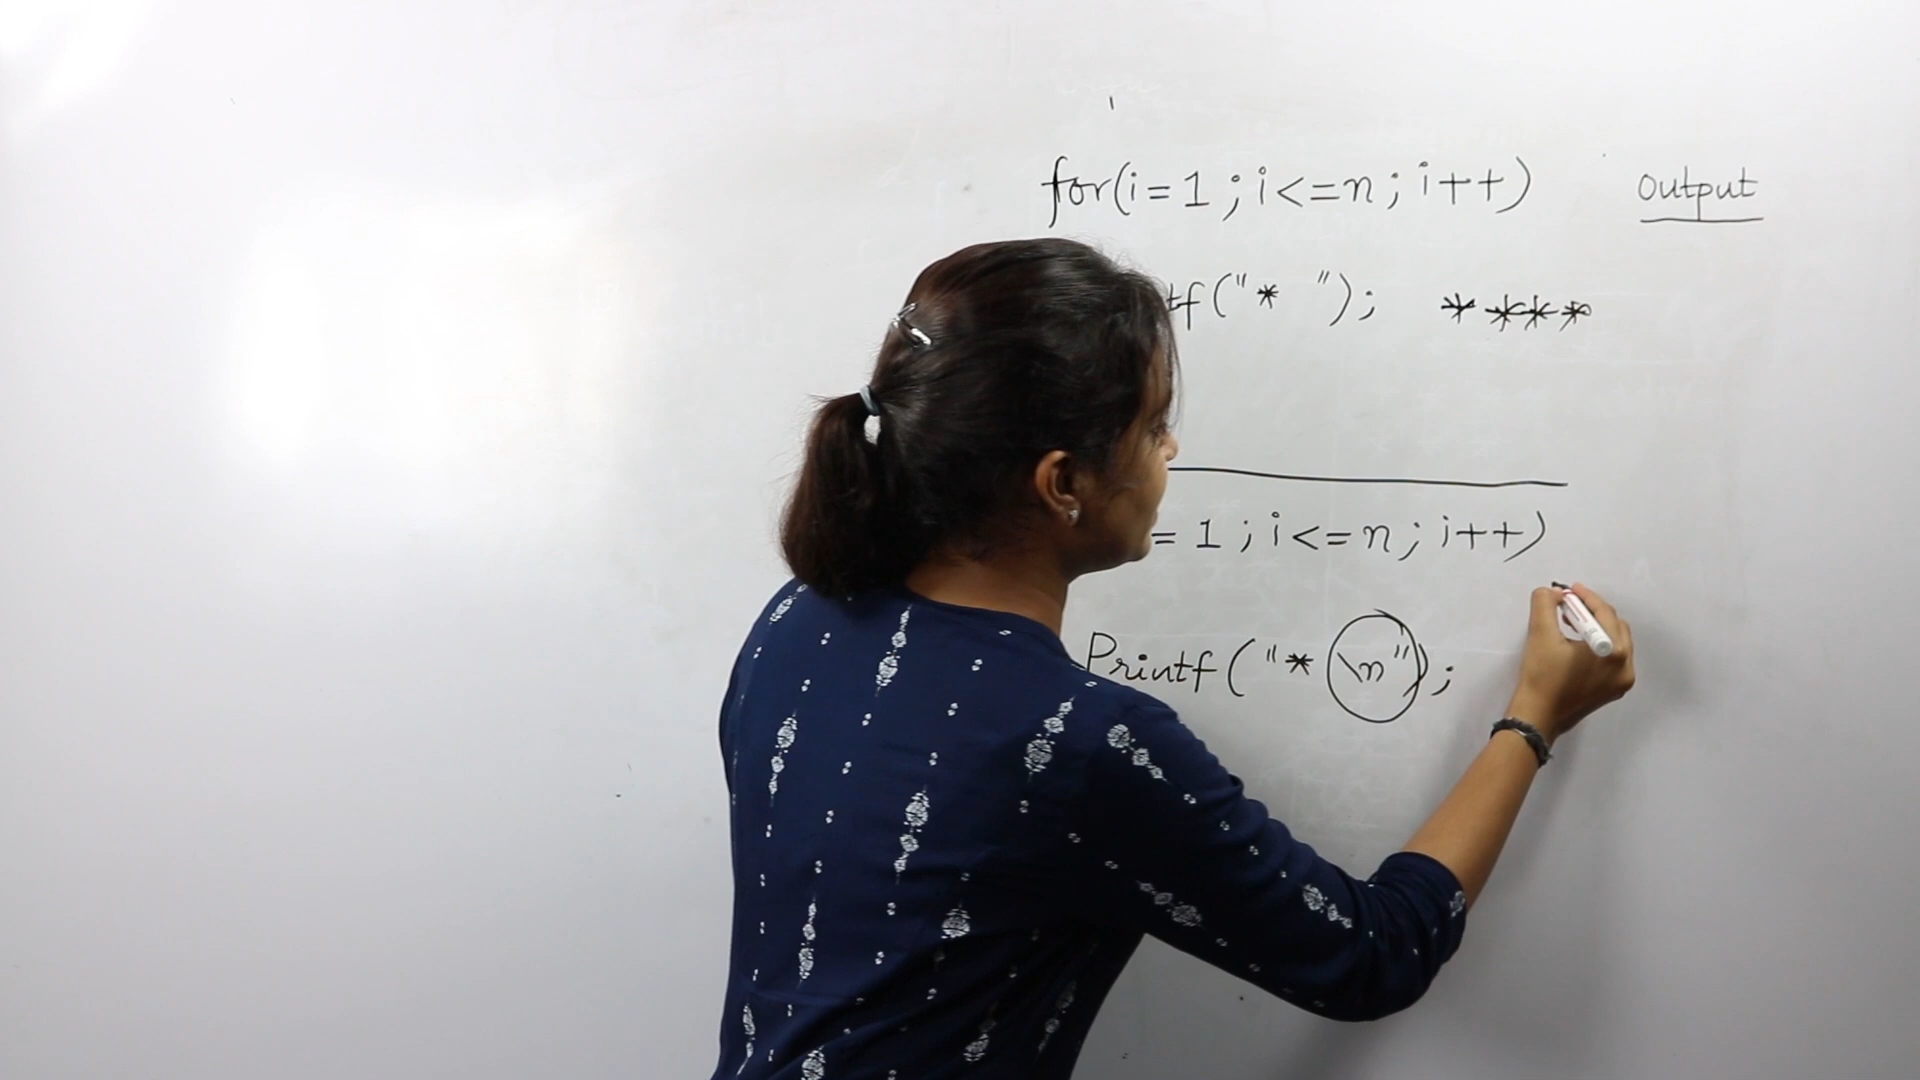 for(i=1;i<=n;i++) output
tf("* "); ****
= 1;i<=n;i++)
Printf("*\n");